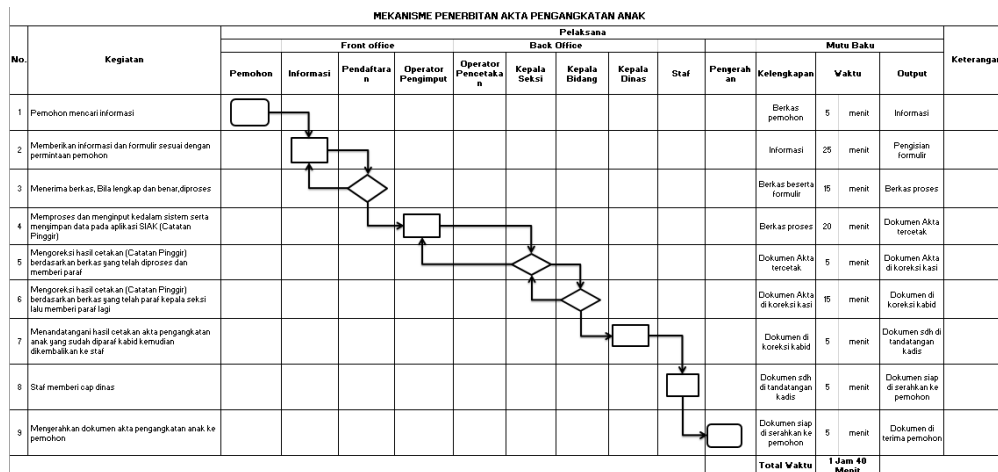 MEKANISME PENERBITAN AKTA PENGANGKATAN ANAK
No.
Kegiatan
Pelaksana
Front office
Back Office
Mutu Baku
Keterangan
Pemohon
Informasi
Pendaftara
n
Operator
Pengimput
Operator
Pencetaka
n
Kepala
Seksi
Kepala
Bidang
Kepala
Dinas
Staf
Penyerah
an
Kelengkapan
Waktu
Output
1
Pemohon mencari informasi
Berkas
pemohon
5
menit
Informasi
2
Memberikan informasi dan formulir sesuai dengan
permintaan pemohon
Informasi
25
menit
Pengisian
formulir
3
Menerima berkas, Bila lengkap dan benar,diproses
Berkas beserta
formulir
15
menit
Berkas proses
4
Memproses dan menginput kedalam sistem serta
mengimpan data pada aplikasi SIAK (Catatan
Pinggir)
Berkas proses
20
menit
Dokumen Akta
tercetak
5
Mengoreksi hasil cetakan (Catatan Pinggir)
berdasarkan berkas yang telah diproses dan
memberi paraf
Dokumen Akta
tercetak
5
menit
Dokumen Akta
di koreksi kasi
6
Mengoreksi hasil cetakan (Catatan Pinggir)
berdasarkan berkas yang telah paraf kepala seksi
lalu memberi paraf lagi
Dokumen Akta
di koreksi kasi
15
menit
Dokumen di
koreksi kabid
7
Menandatangani hasil cetakan akta pengangkatan
anak yang sudah diparaf kabid kemudian
dikembalikan ke staf
Dokumen di
koreksi kabid
5
menit
Dokumen sdh di
tandatangan
kadis
8
Staf memberi cap dinas
Dokumen sdh
di tandatangan
kadis
5
menit
Dokumen siap
di serahkan ke
pemohon
9
Menyerahkan dokumen akta pengangkatan anak ke
pemohon
Dokumen siap
di serahkan ke
pemohon
5
menit
Dokumen di
terima pemohon
Total Waktu
1 Jam 40
Menit